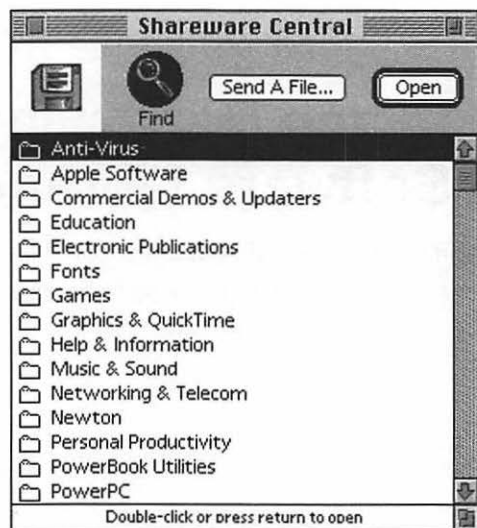 Shareware Central
Find
Send A File...
Open
Anti-Virus
Apple Software
Commercial Demos & Updaters
Education
Electronic Publications
Fonts
Games
Graphics & QuickTime
Help & Information
Music & Sound
Networking & Telecom
Newton
Personal Productivity
PowerBook Utilities
PowerPC
Double-click or press return to open